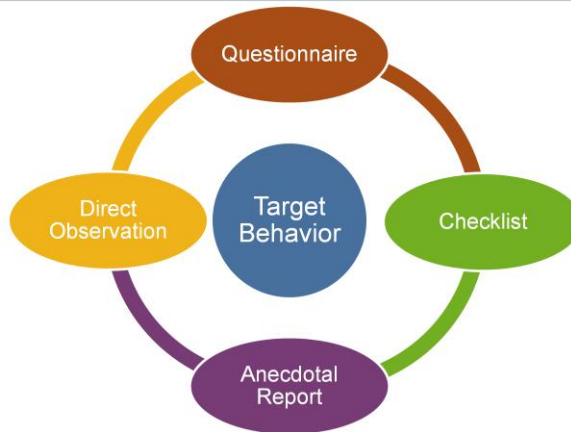 Questionnaire
Direct
Observation
Target
Behavior
Checklist
Anecdotal
Report